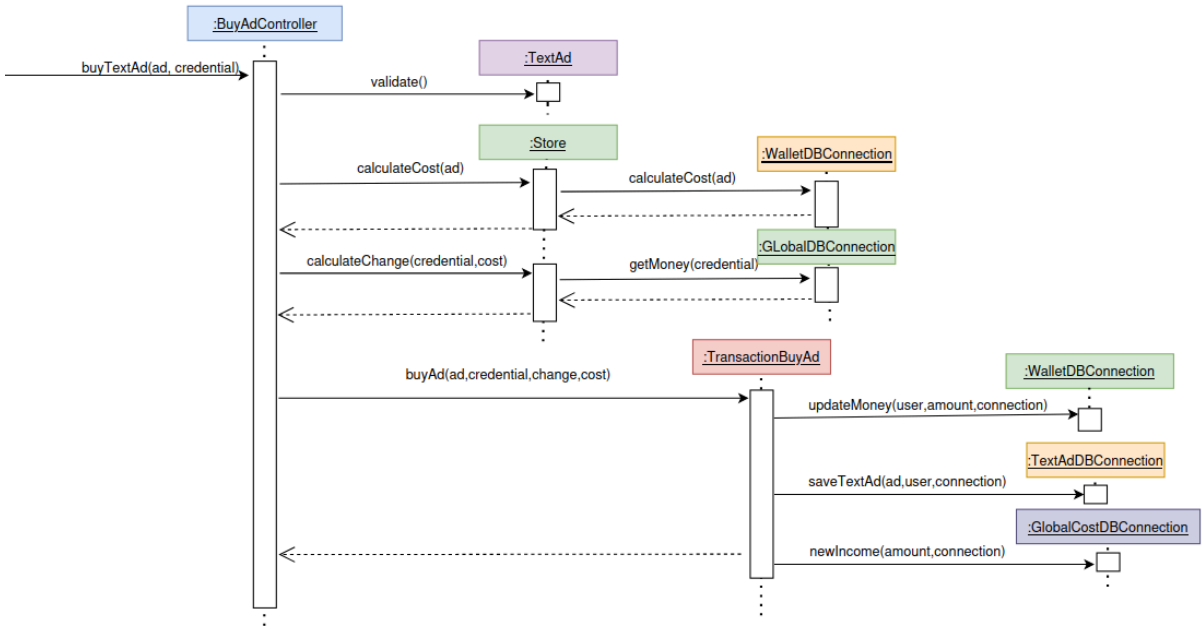 :BuyAdController
:TextAd
buyTextAd(ad, credential)
validate()
:Store
:WalletDBConnection
calculateCost(ad)
calculateCost(ad)
:GLobalDBConnection
calculateChange(credential,cost)
getMoney(credential)
:TransactionBuyAd
:WalletDBConnection
buyAd(ad,credential,change,cost)
updateMoney(user,amount,connection)
:TextAdDBConnection
saveTextAd(ad,user,connection)
:GlobalCostDBConnection
newIncome(amount,connection)